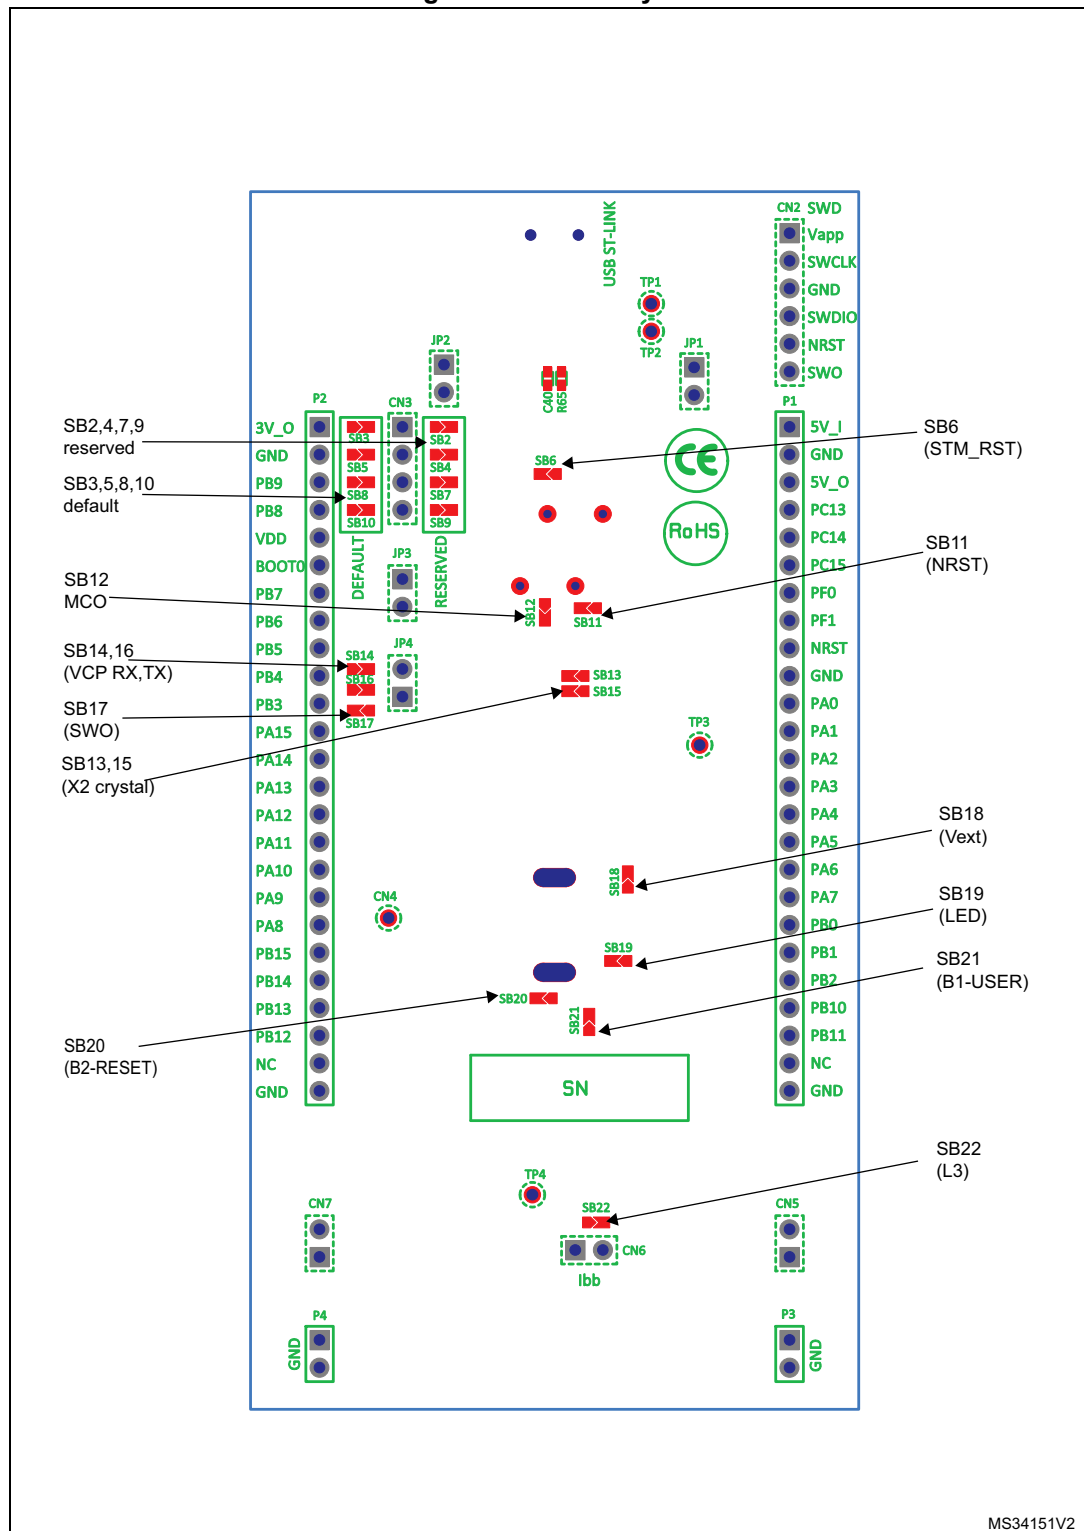 USB ST-LINK
CN2
SWD
Vapp
SWCLK
GND
SWDIO
NRST
SWO
TP1
TP2
JP2
JP1
C40
R65
P2
CN3
P1
SB2,4,7,9
reserved
SB3,5,8,10
default
SB12
MCO
SB14,16
(VCP RX,TX)
SB17
(SWO)
SB13,15
(X2 crystal)
SB20
(B2-RESET)
3V_O
GND
PB9
PB8
VDD
BOOT0
PB7
PB6
PB5
PB4
PB3
PA15
PA14
PA13
PA12
PA11
PA10
PA9
PA8
PB15
PB14
PB13
PB12
NC
GND
SB3
SB5
SB8
SB10
DEFAULT
SB2
SB4
SB7
SB9
RESERVED
JP3
JP4
SB14
SB16
SB17
SB6
CE
RoHS
SB12
SB11
SB13
SB15
TP3
SB18
CN4
SB19
SB20
SB21
SN
5V_I
GND
5V_O
PC13
PC14
PC15
PF0
PF1
NRST
GND
PA0
PA1
PA2
PA3
PA4
PA5
PA6
PA7
PB0
PB1
PB2
PB10
PB11
NC
GND
SB6
(STM_RST)
SB11
(NRST)
SB18
(Vext)
SB19
(LED)
SB21
(B1-USER)
SB22
(L3)
TP4
SB22
CN7
CN6
CN5
Ibb
P4
P3
GND
GND
MS34151V2